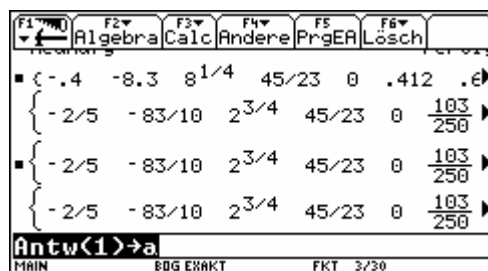 F1 F2 F3 F4 F5 F6
Algebra Calc Andere PrgEA Lösch
{-.4 -8.3 8^1/4 45/23 0 .412 .6
{-2/5 -83/10 2^3/4 45/23 0 103/250
{-2/5 -83/10 2^3/4 45/23 0 103/250
{-2/5 -83/10 2^3/4 45/23 0 103/250
Antw(1)→a
MAIN BOG EXAKT FKT 3/30